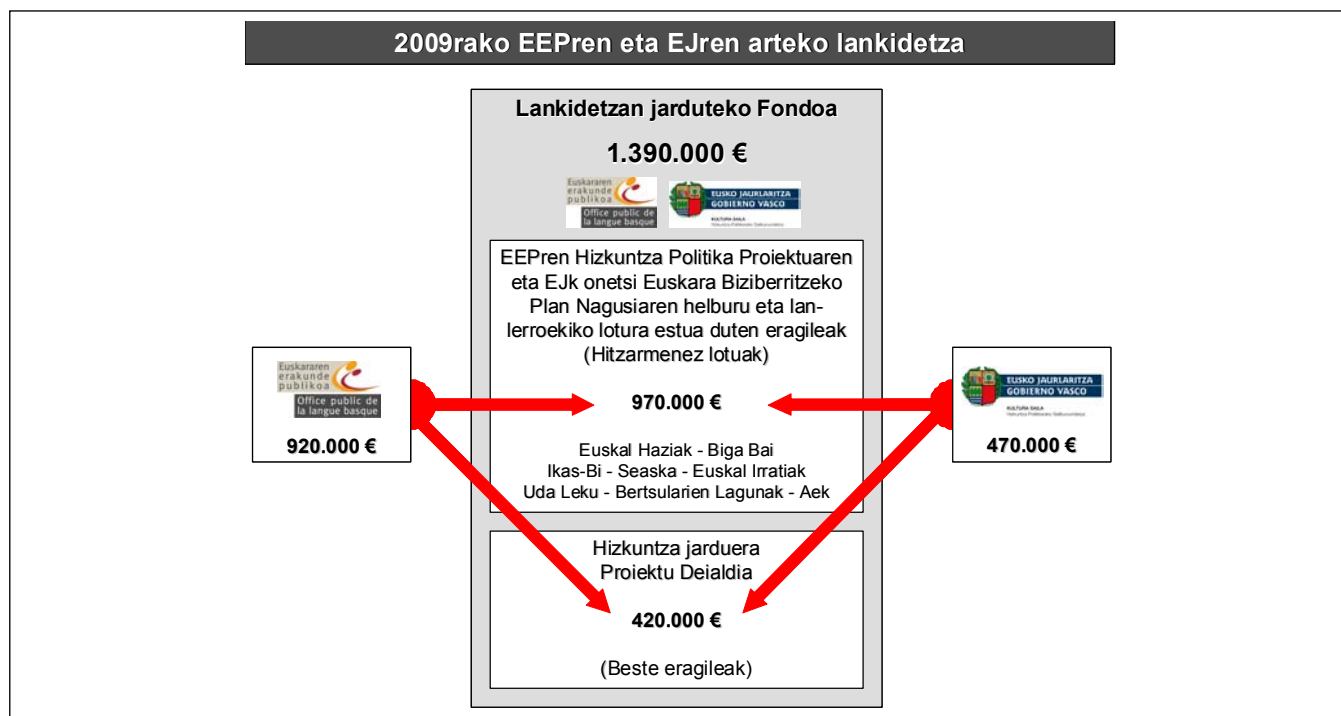 2009rako EEPren eta EJren arteko lankidetza
Lankidetzan jarduteko Fondoa
1.390.000 €
Euskararen
erakunde
publikoa
Office public de
la langue basque
EUSKO JAURLARITZA
GOBIERNO VASCO
KULTURA SAILA
EEPren Hizkuntza Politika Proiektuaren
eta EJk onetsi Euskara Biziberritzeko
Plan Nagusiaren helburu eta lan-
lerroekiko lotura estua duten eragileak
(Hitzarmenez lotuak)
970.000 €
Euskal Haziak - Biga Bai
Ikas-Bi - Seaska - Euskal Irratiak
Uda Leku - Bertsularien Lagunak - Aek
Euskararen
erakunde
publikoa
Office public de
la langue basque
920.000 €
EUSKO JAURLARITZA
GOBIERNO VASCO
KULTURA SAILA
470.000 €
Hizkuntza jarduera
Proiektu Deialdia
420.000 €
(Beste eragileak)